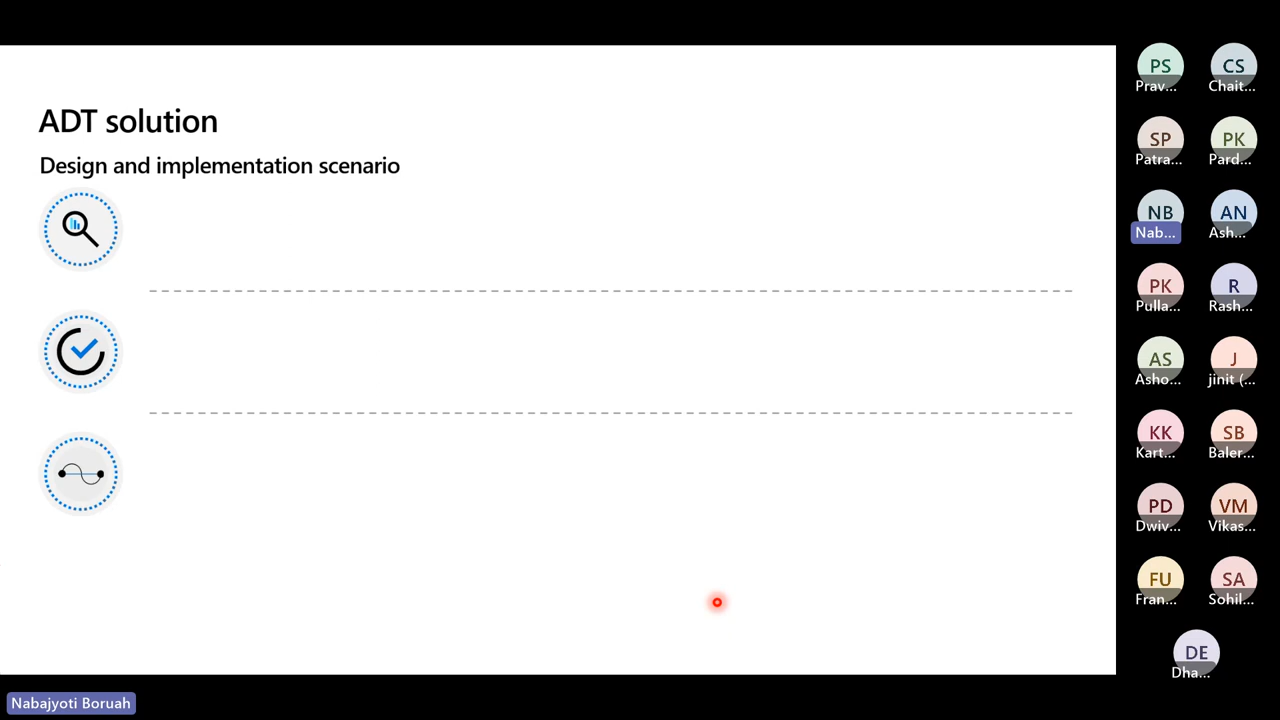 ADT solution
Design and implementation scenario
PS
Prav...
CS
Chait...
SP
Patra...
PK
Pard...
NB
Nab...
AN
Ash...
PK
Pulla...
R
Rash...
AS
Asho...
J
jinit (...
KK
Kart...
SB
Baler...
PD
Dwiv...
VM
Vikas...
FU
Fran...
SA
Sohil...
DE
Dha...
Nabajyoti Boruah